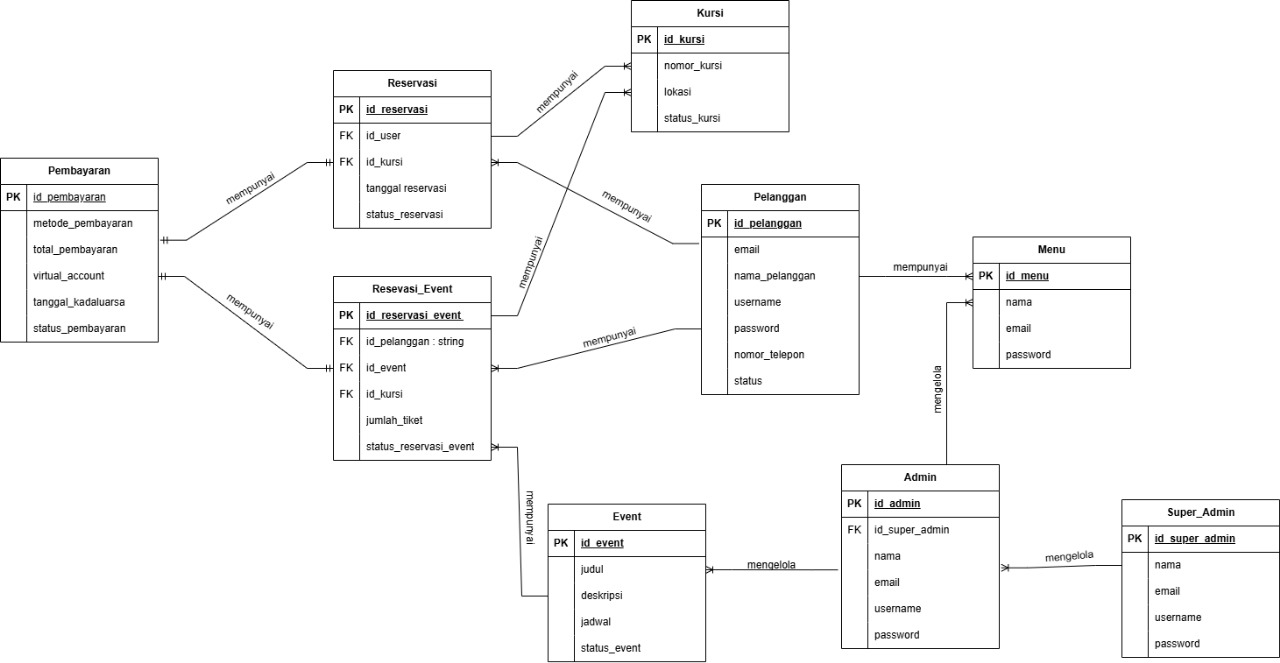 Kursi
PK id_kursi
nomor_kursi
lokasi
status_kursi
Reservasi
PK id_reservasi
FK id_user
FK id_kursi
tanggal reservasi
status_reservasi
Pembayaran
PK id_pembayaran
metode_pembayaran
total_pembayaran
virtual_account
tanggal_kadaluarsa
status_pembayaran
Resevasi_Event
PK id_reservasi_event
FK id_pelanggan : string
FK id_event
FK id_kursi
jumlah_tiket
status_reservasi_event
Pelanggan
PK id_pelanggan
email
nama_pelanggan
username
password
nomor_telepon
status
Menu
PK id_menu
nama
email
password
Event
PK id_event
judul
deskripsi
jadwal
status_event
Admin
PK id_admin
FK id_super_admin
nama
email
username
password
Super_Admin
PK id_super_admin
nama
email
username
password
mempunyai
mempunyai
mempunyai
mempunyai
mempunyai
mempunyai
mempunyai
mempunyai
mengelola
mengelola
mengelola